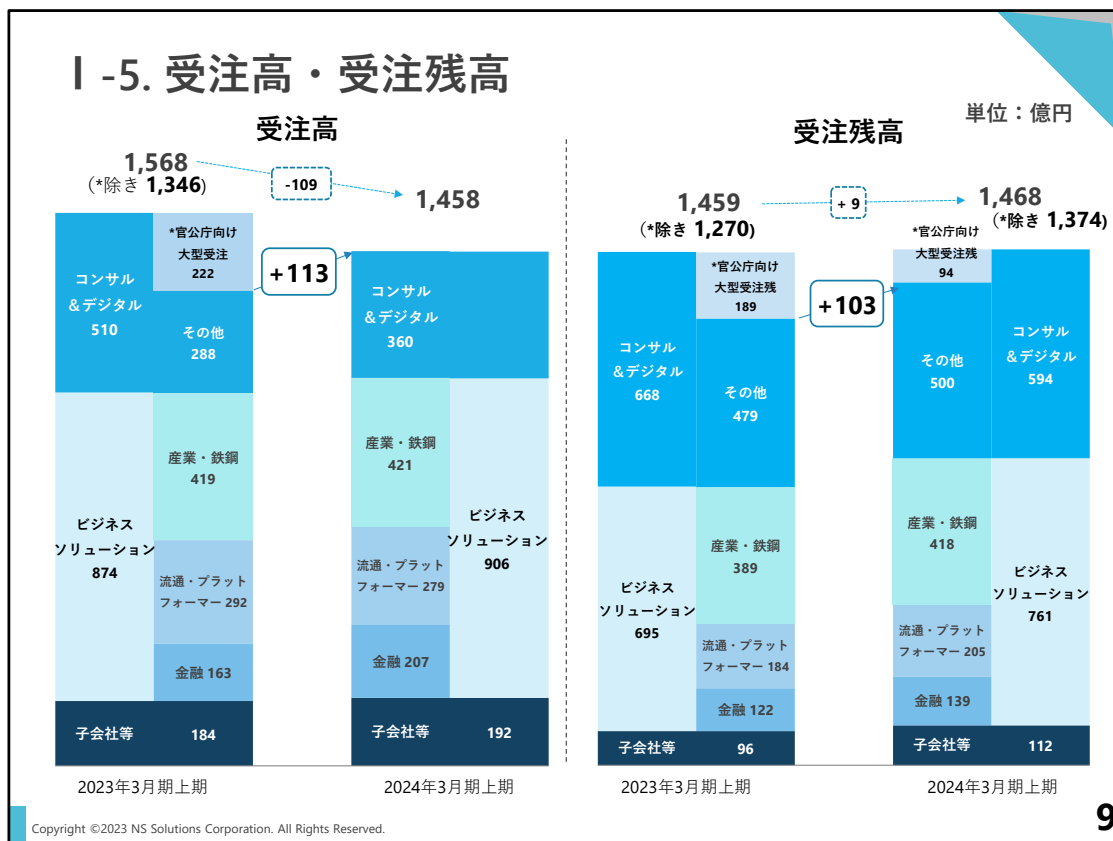 Ⅰ-5. 受注高・受注残高
単位：億円
受注高
1,568
（*除き 1,346）
-109
1,458
*官公庁向け
大型受注
222
+113
コンサル
＆デジタル
510
その他
288
コンサル
＆デジタル
360
産業・鉄鋼
419
産業・鉄鋼
421
ビジネス
ソリューション
874
流通・プラット
フォーマー 292
流通・プラット
フォーマー 279
ビジネス
ソリューション
906
金融 163
金融 207
子会社等
184
子会社等
192
2023年3月期上期
2024年3月期上期
受注残高
1,459
(*除き 1,270)
+ 9
1,468
(*除き 1,374)
*官公庁向け
大型受注残
189
+103
*官公庁向け
大型受注残
94
コンサル
＆デジタル
668
その他
479
その他
500
コンサル
＆デジタル
594
産業・鉄鋼
389
産業・鉄鋼
418
ビジネス
ソリューション
695
流通・プラット
フォーマー 184
流通・プラット
フォーマー 205
ビジネス
ソリューション
761
金融 122
金融 139
子会社等
96
子会社等
112
2023年3月期上期
2024年3月期上期
Copyright ©2023 NS Solutions Corporation. All Rights Reserved.
9